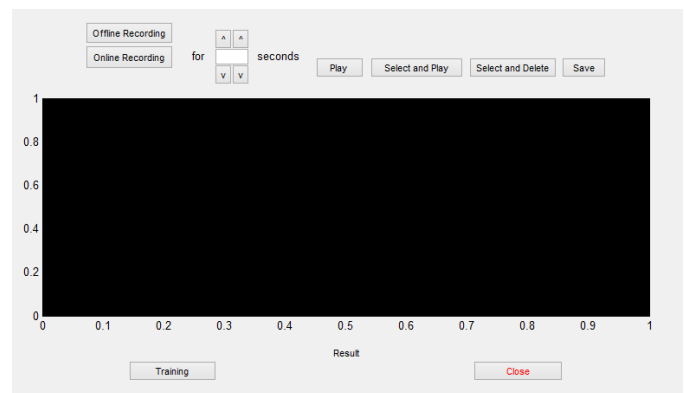 Offline Recording
^ ^
Online Recording for seconds
v v
Play Select and Play Select and Delete Save
1
0.8
0.6
0.4
0.2
0
0 0.1 0.2 0.3 0.4 0.5 0.6 0.7 0.8 0.9 1
Result
Training Close